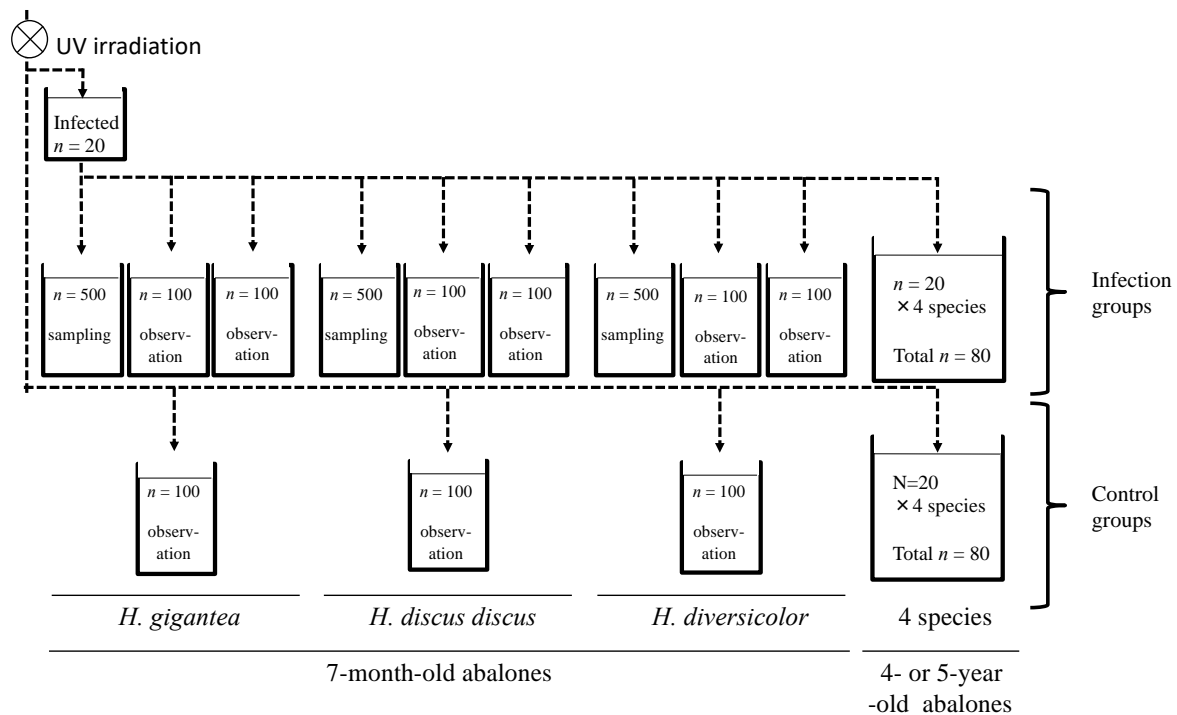 UV irradiation
Infected
n = 20
n = 500
sampling
n = 100
observ-
ation
n = 100
observ-
ation
n = 500
sampling
n = 100
observ-
ation
n = 100
observ-
ation
n = 500
sampling
n = 100
observ-
ation
n = 100
observ-
ation
n = 20
×4 species
Total n = 80
Infection
groups
n = 100
observ-
ation
n = 100
observ-
ation
n = 100
observ-
ation
N=20
×4 species
Total n = 80
Control
groups
H. gigantea
H. discus discus
H. diversicolor
4 species
7-month-old abalones
4- or 5-year
-old abalones